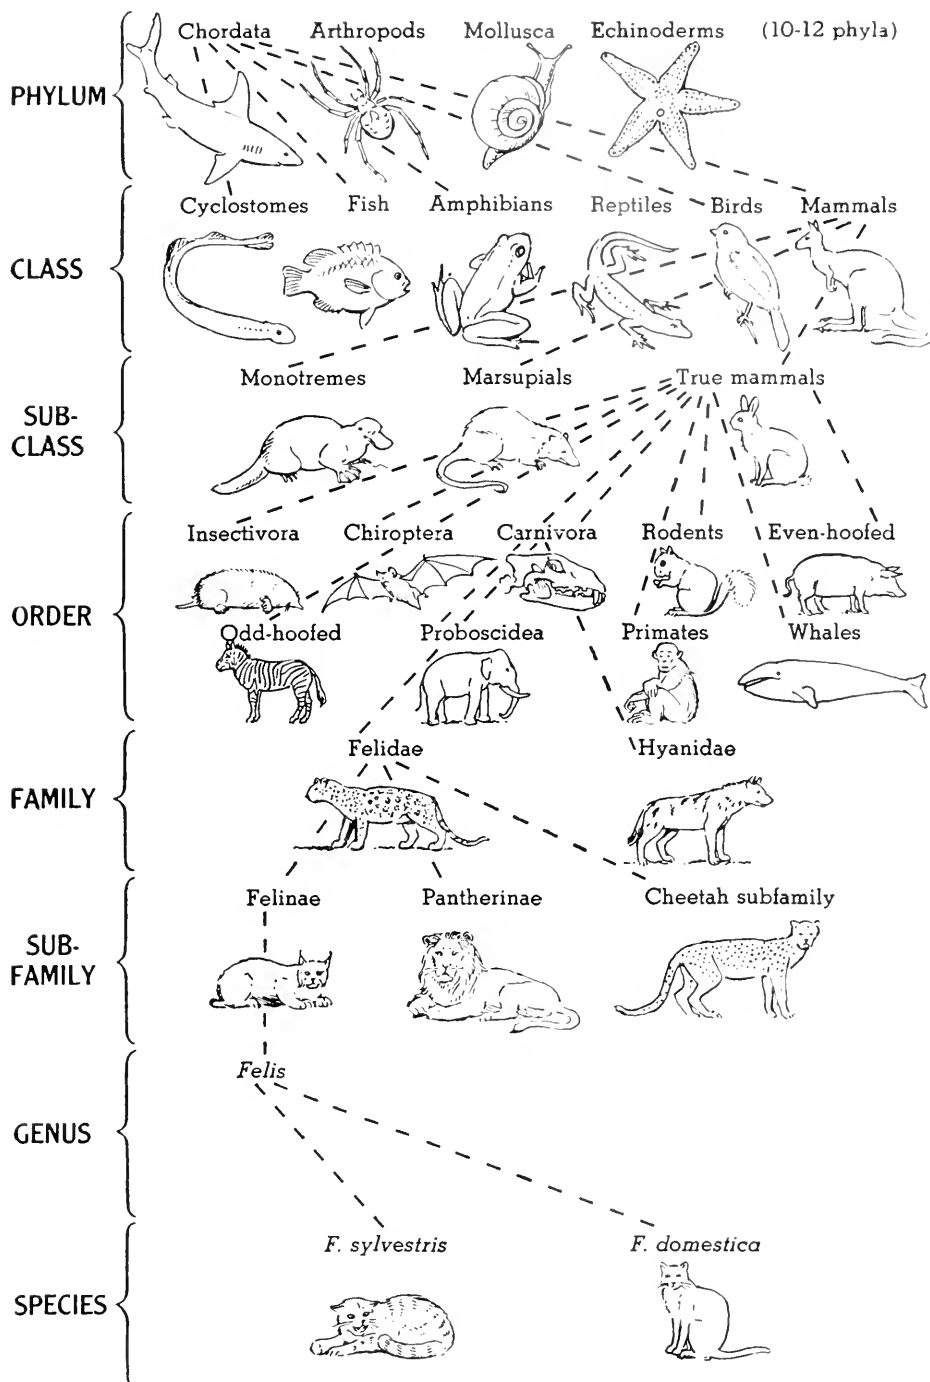 Chordata Arthropods Mollusca Echinoderms (10-12 phyla)
PHYLUM
Cyclostomes Fish Amphibians Reptiles Birds Mammals
CLASS
Monotremes Marsupials True mammals
SUB-
CLASS
Insectivora Chiroptera Carnivora Rodents Even-hoofed
ORDER
Odd-hoofed Proboscidea Primates Whales
Felidae Hyanidae
FAMILY
Felinae Pantherinae Cheetah subfamily
SUB-
FAMILY
Felis
GENUS
F. sylvestris F. domestica
SPECIES